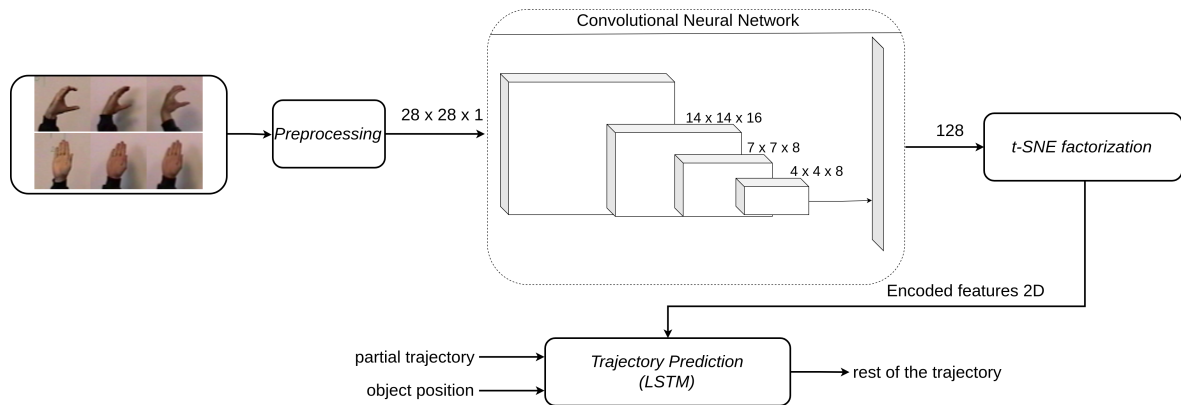 Convolutional Neural Network
28 x 28 x 1
Preprocessing
14 x 14 x 16
7 x 7 x 8
4 x 4 x 8
128
t-SNE factorization
Encoded features 2D
partial trajectory
object position
Trajectory Prediction
(LSTM)
rest of the trajectory